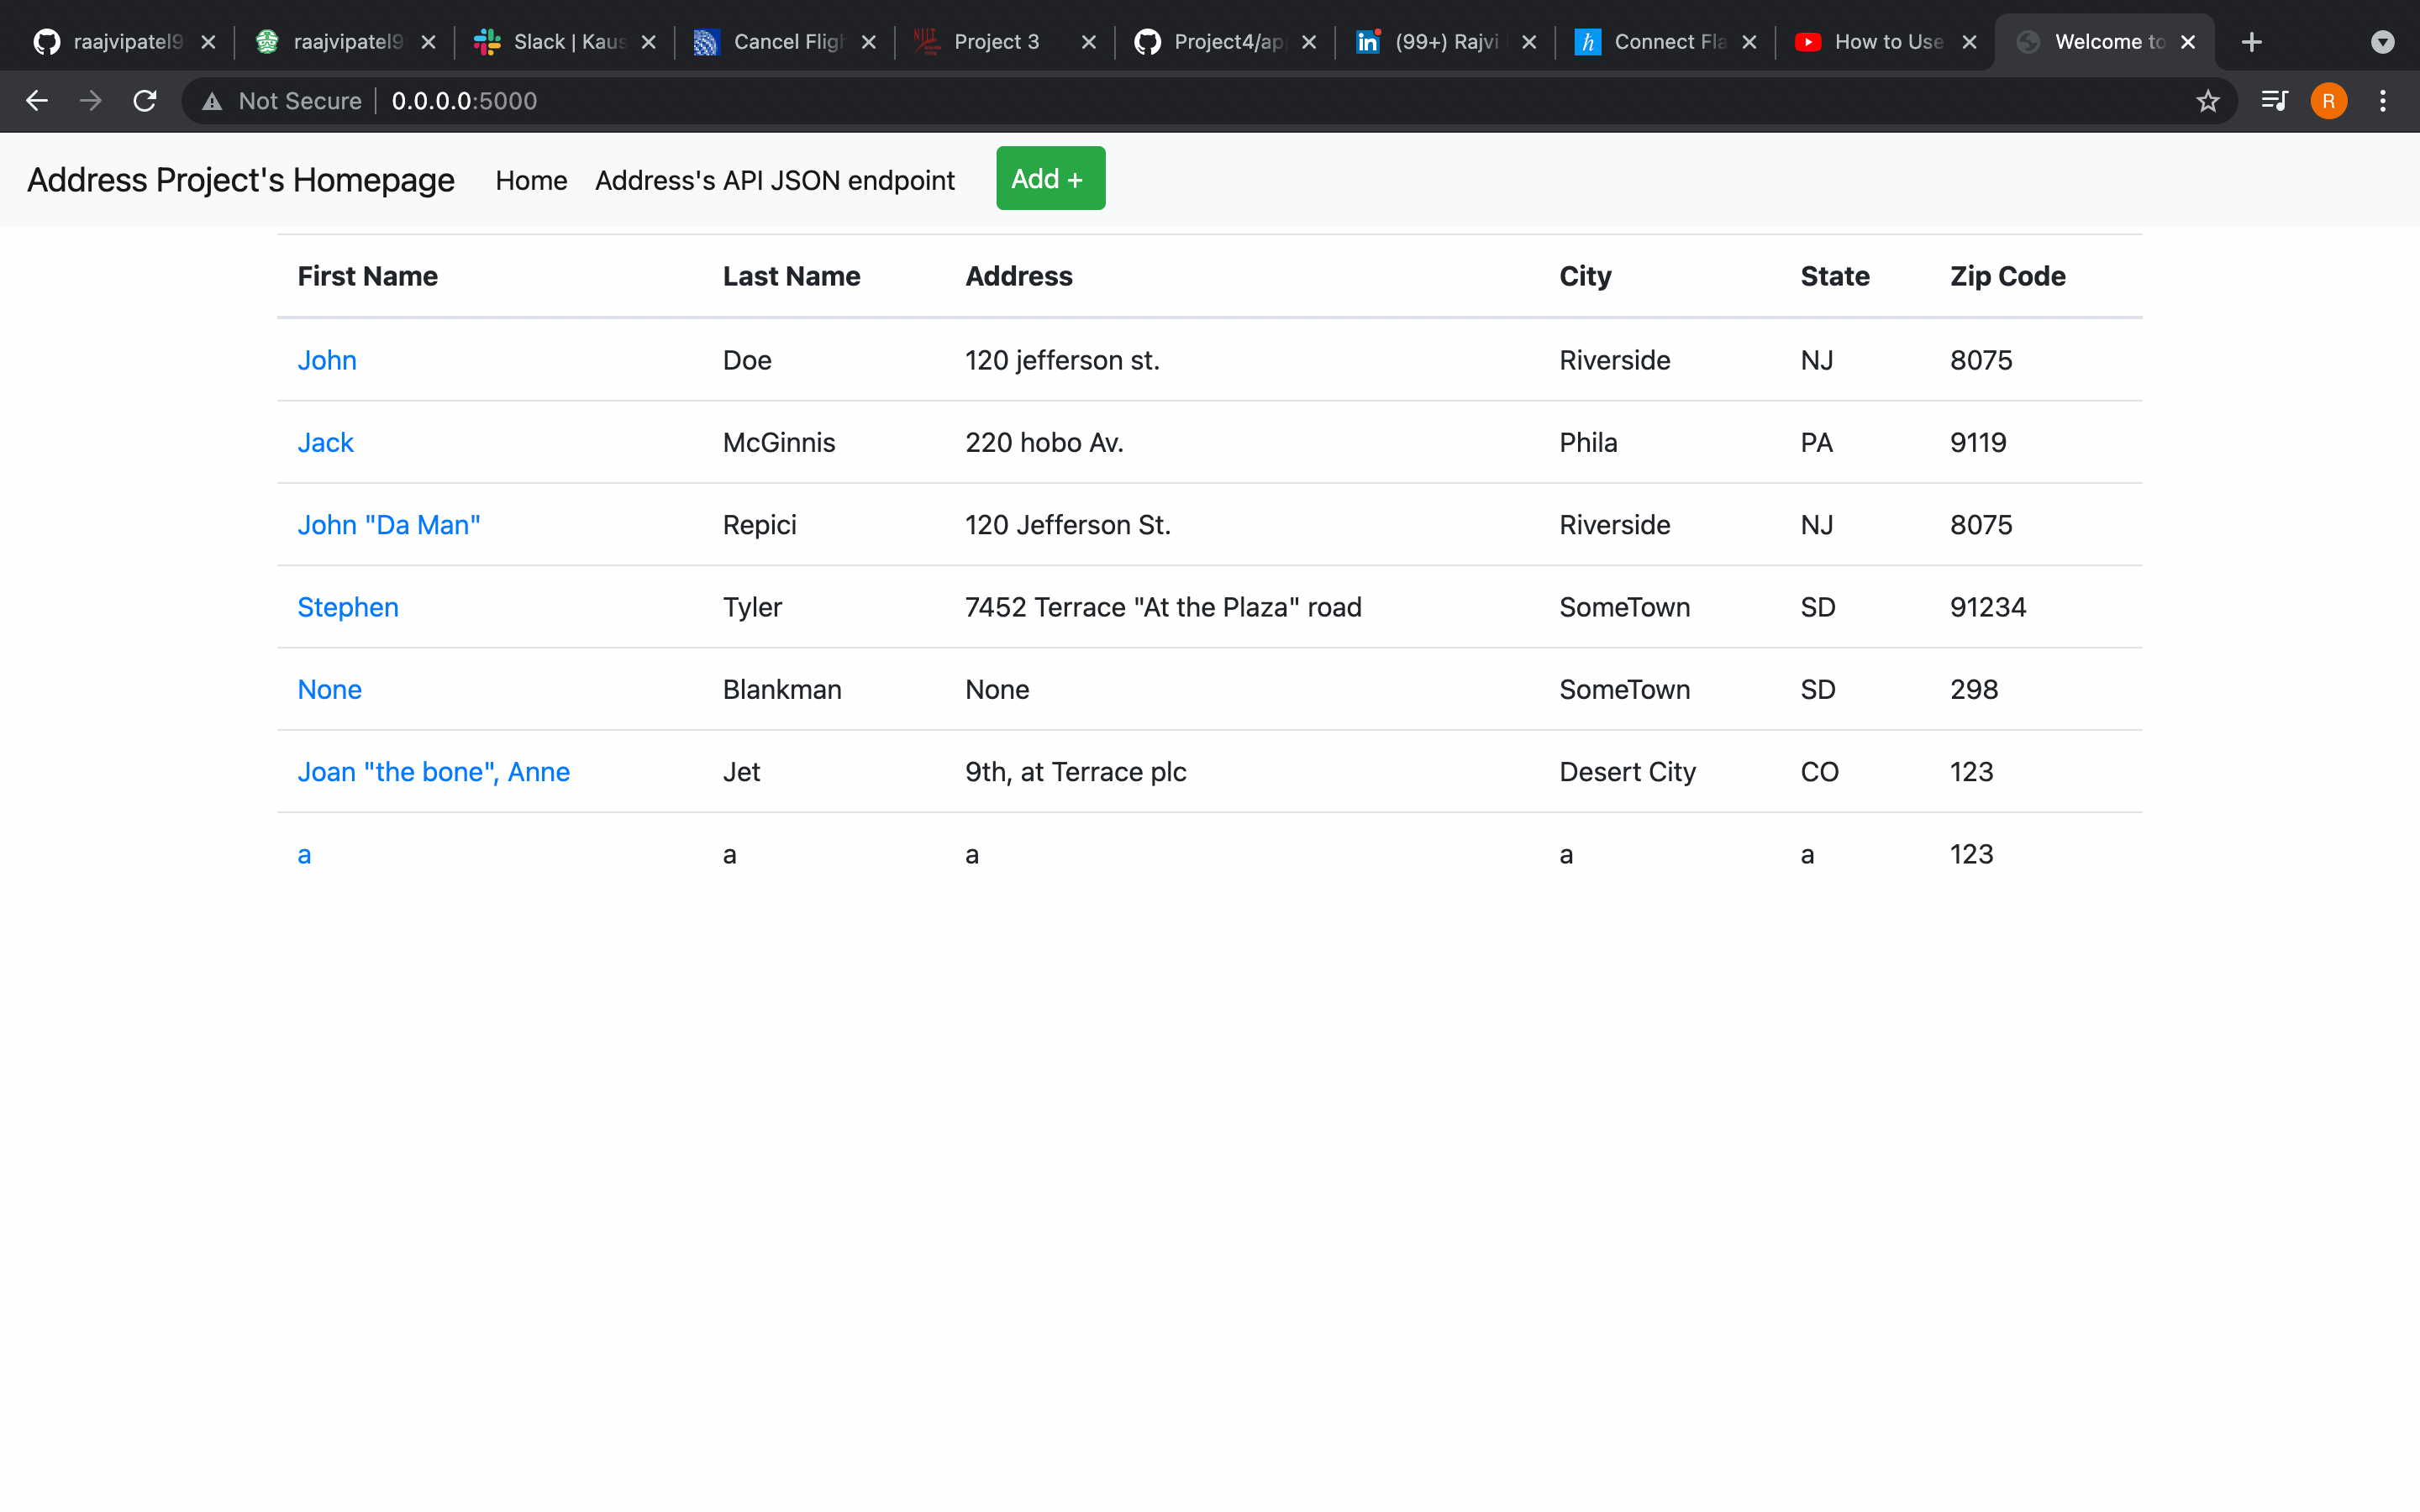 raajvipatel9 raajvipatel9 Slack | Kaus Cancel Fligh Project 3 Project4/ap (99+) Rajvi Connect Fla How to Use Welcome to
Not Secure 0.0.0.0:5000 R
Address Project's Homepage Home Address's API JSON endpoint Add +
First Name Last Name Address City State Zip Code
John Doe 120 jefferson st. Riverside NJ 8075
Jack McGinnis 220 hobo Av. Phila PA 9119
John "Da Man" Repici 120 Jefferson St. Riverside NJ 8075
Stephen Tyler 7452 Terrace "At the Plaza" road SomeTown SD 91234
None Blankman None SomeTown SD 298
Joan "the bone", Anne Jet 9th, at Terrace plc Desert City CO 123
a a a a a 123